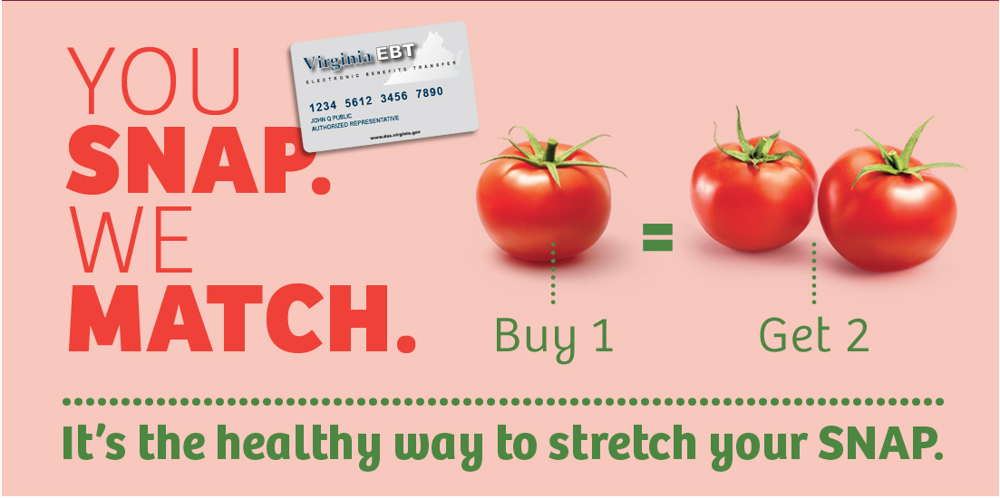 YOU
SNAP.
WE
MATCH.
Virginia EBT
ELECTRONIC BENEFITS TRANSFER
1234 5612 3456 7890
JOHN Q PUBLIC
AUTHORIZED REPRESENTATIVE
www.dss.virginia.gov
=
Buy 1
Get 2
It's the healthy way to stretch your SNAP.